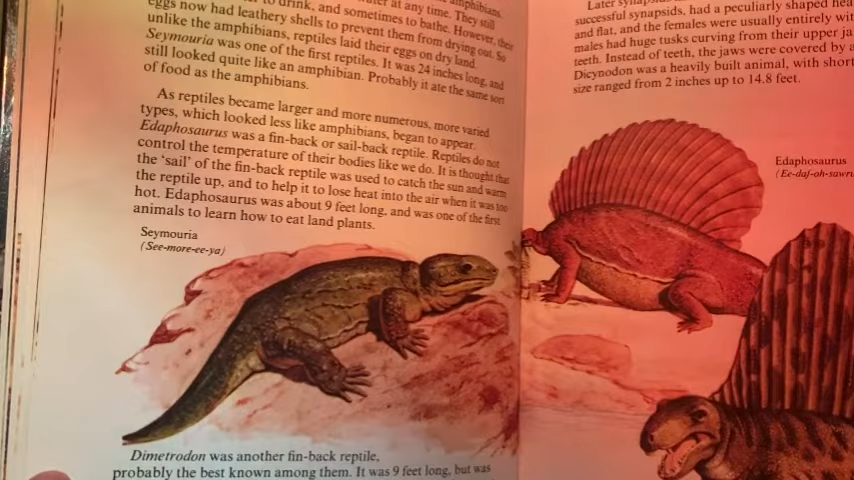 to drink, and sometimes to bathe. However, their
eggs now had leathery shells to prevent them from drying out. So
unlike the amphibians, reptiles laid their eggs on dry land.
Seymouria was one of the first reptiles. It was 24 inches long, and
still looked quite like an amphibian. Probably it ate the same sort
of food as the amphibians.
As reptiles became larger and more numerous, more varied
types, which looked less like amphibians, began to appear.
Edaphosaurus was a fin-back or sail-back reptile. Reptiles do not
control the temperature of their bodies like we do. It is thought that
the 'sail' of the fin-back reptile was used to catch the sun and warm
the reptile up, and to help it to lose heat into the air when it was too
hot. Edaphosaurus was about 9 feet long, and was one of the first
animals to learn how to eat land plants.
Seymouria
(See-more-ee-ya)
Dimetrodon was another fin-back reptile,
probably the best known among them. It was 9 feet long, but was
Later
successful synapsids, had a peculiarly shaped
and flat, and the females were usually entirely
males had huge tusks curving from their upper
teeth. Instead of teeth, the jaws were covered by
Dicynodon was a heavily built animal, with short
size ranged from 2 inches up to 14.8 feet.
Edaphosaurus